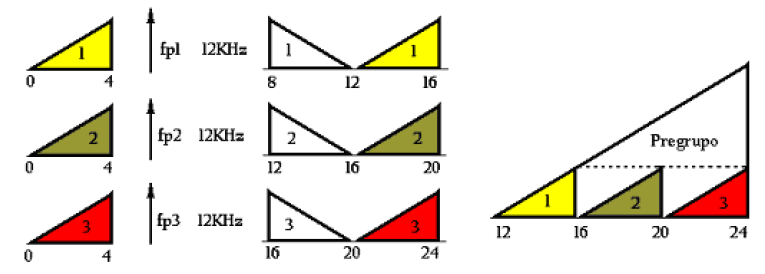 1 fp1 12KHz 1 1
0 4 8 12 16
Pregrupo
2 fp2 12KHz 2 2
0 4 12 16 20
1 2 3
3 fp3 12KHz 3 3
12 16 20 24
0 4 16 20 24